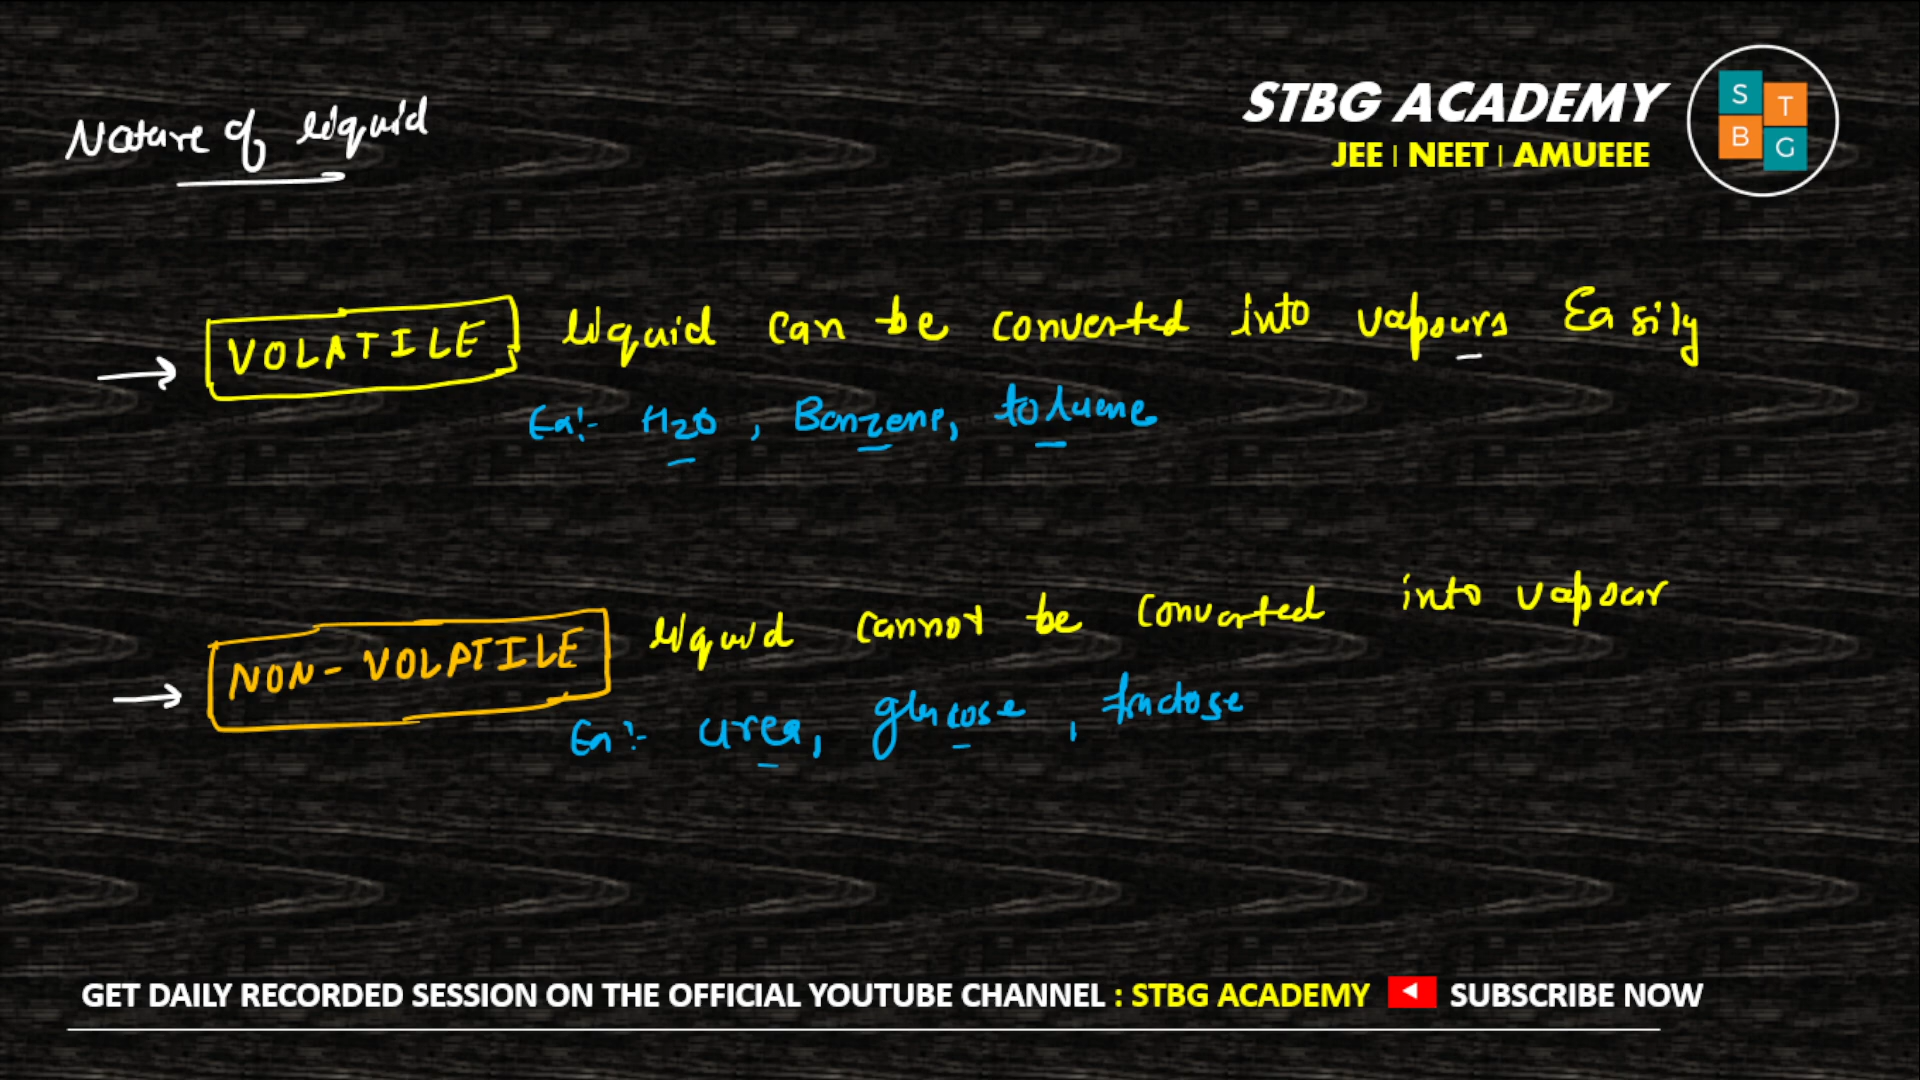 STBG ACADEMY
JEE | NEET | AMUEEE
S T
B G
Nature of liquid
VOLATILE liquid can be converted into vapours Easily
Ex:- H2O, Benzene, toluene
NON-VOLATILE liquid cannot be converted into vapour
Ex:- urea, glucose, fructose
GET DAILY RECORDED SESSION ON THE OFFICIAL YOUTUBE CHANNEL : STBG ACADEMY SUBSCRIBE NOW